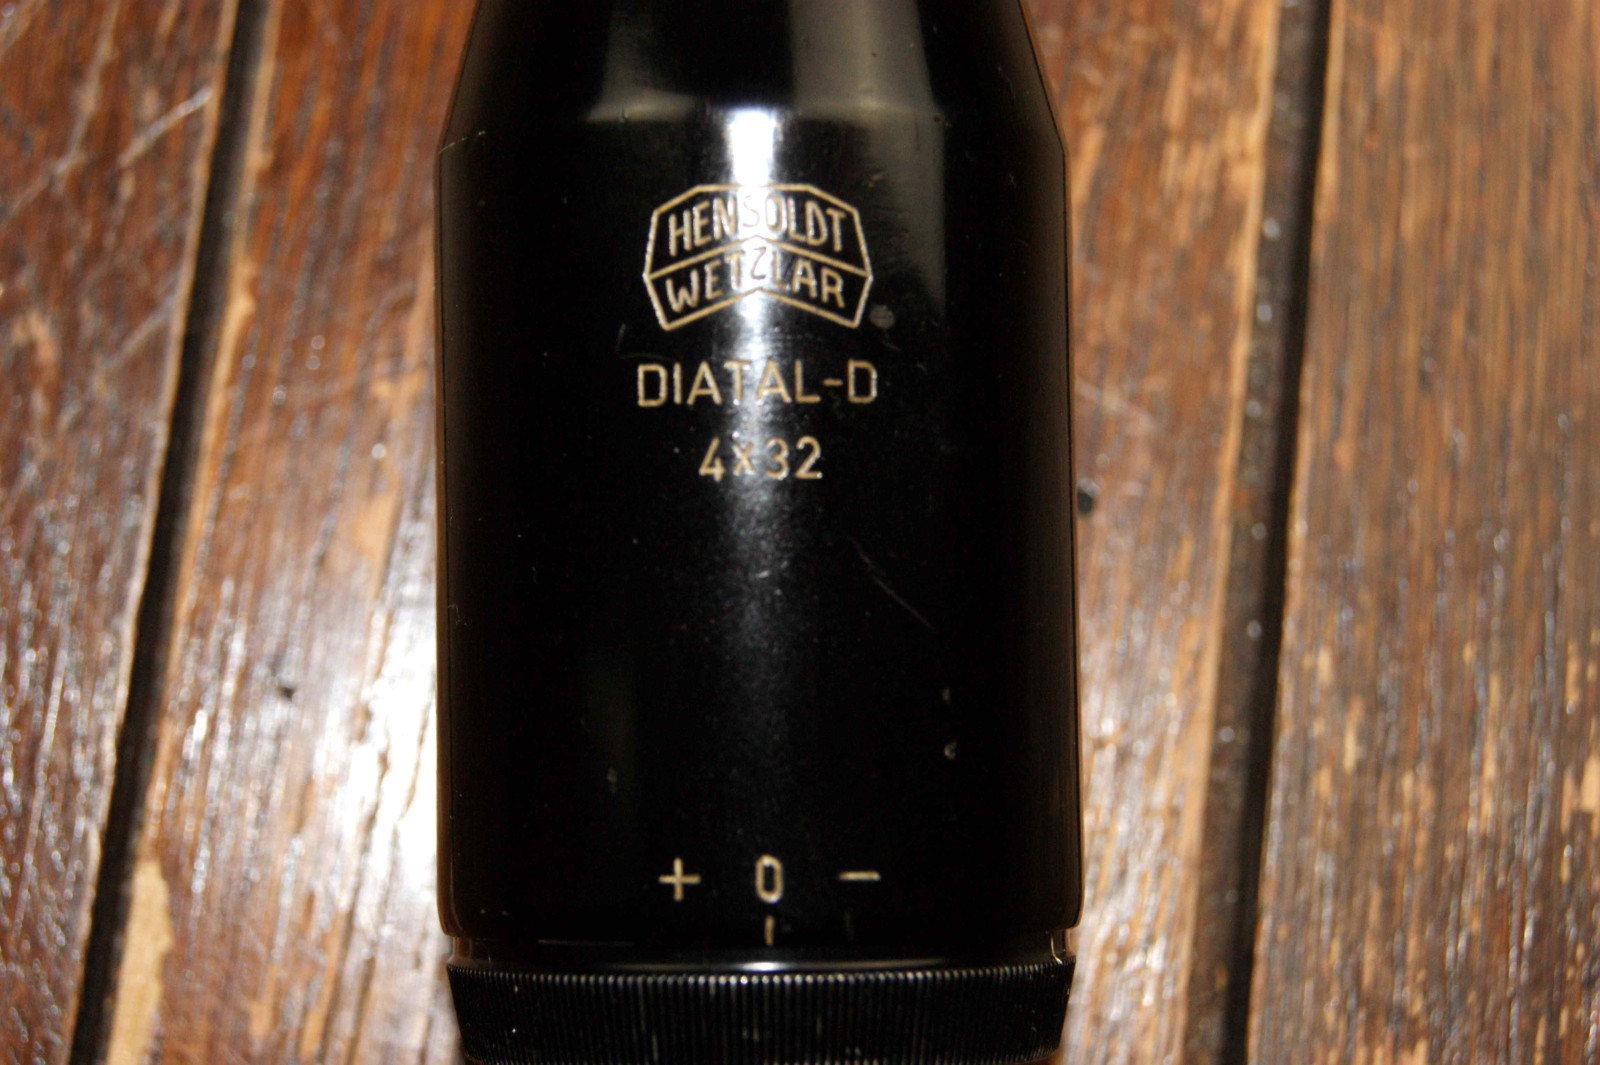 HENSOLDT
WETZLAR
DIATAL-D
4x32
+ 0 −